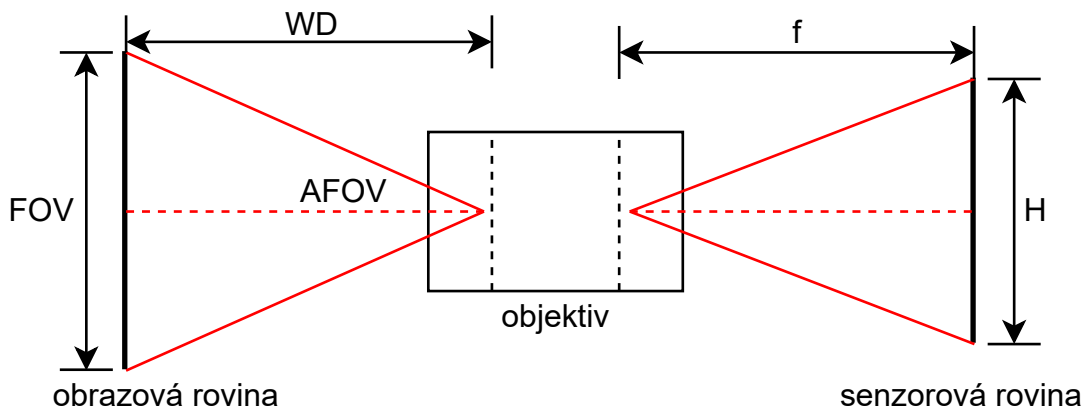 WD
f
AFOV
FOV
H
objektiv
obrazová rovina
senzorová rovina